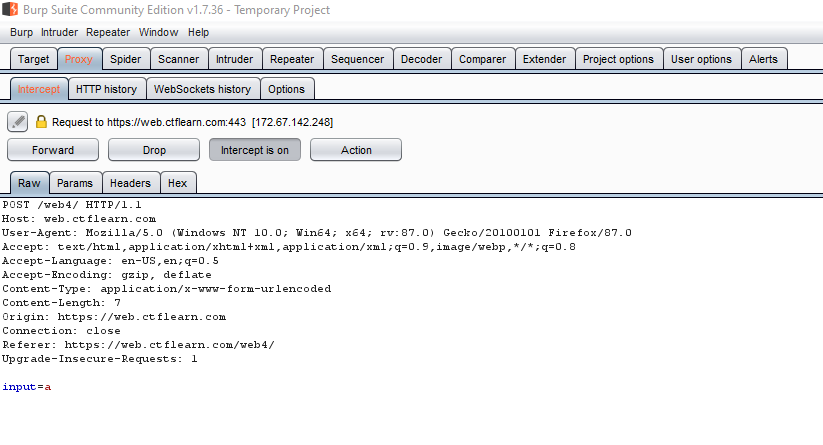 Burp Suite Community Edition v1.7.36 - Temporary Project
Burp Intruder Repeater Window Help
Target Proxy Spider Scanner Intruder Repeater Sequencer Decoder Comparer Extender Project options User options Alerts
Intercept HTTP history WebSockets history Options
Request to https://web.ctflearn.com:443 [172.67.142.248]
Forward Drop Intercept is on Action
Raw Params Headers Hex
POST /web4/ HTTP/1.1
Host: web.ctflearn.com
User-Agent: Mozilla/5.0 (Windows NT 10.0; Win64; x64; rv:87.0) Gecko/20100101 Firefox/87.0
Accept: text/html,application/xhtml+xml,application/xml;q=0.9,image/webp,*/*;q=0.8
Accept-Language: en-US,en;q=0.5
Accept-Encoding: gzip, deflate
Content-Type: application/x-www-form-urlencoded
Content-Length: 7
Origin: https://web.ctflearn.com
Connection: close
Referer: https://web.ctflearn.com/web4/
Upgrade-Insecure-Requests: 1
input=a